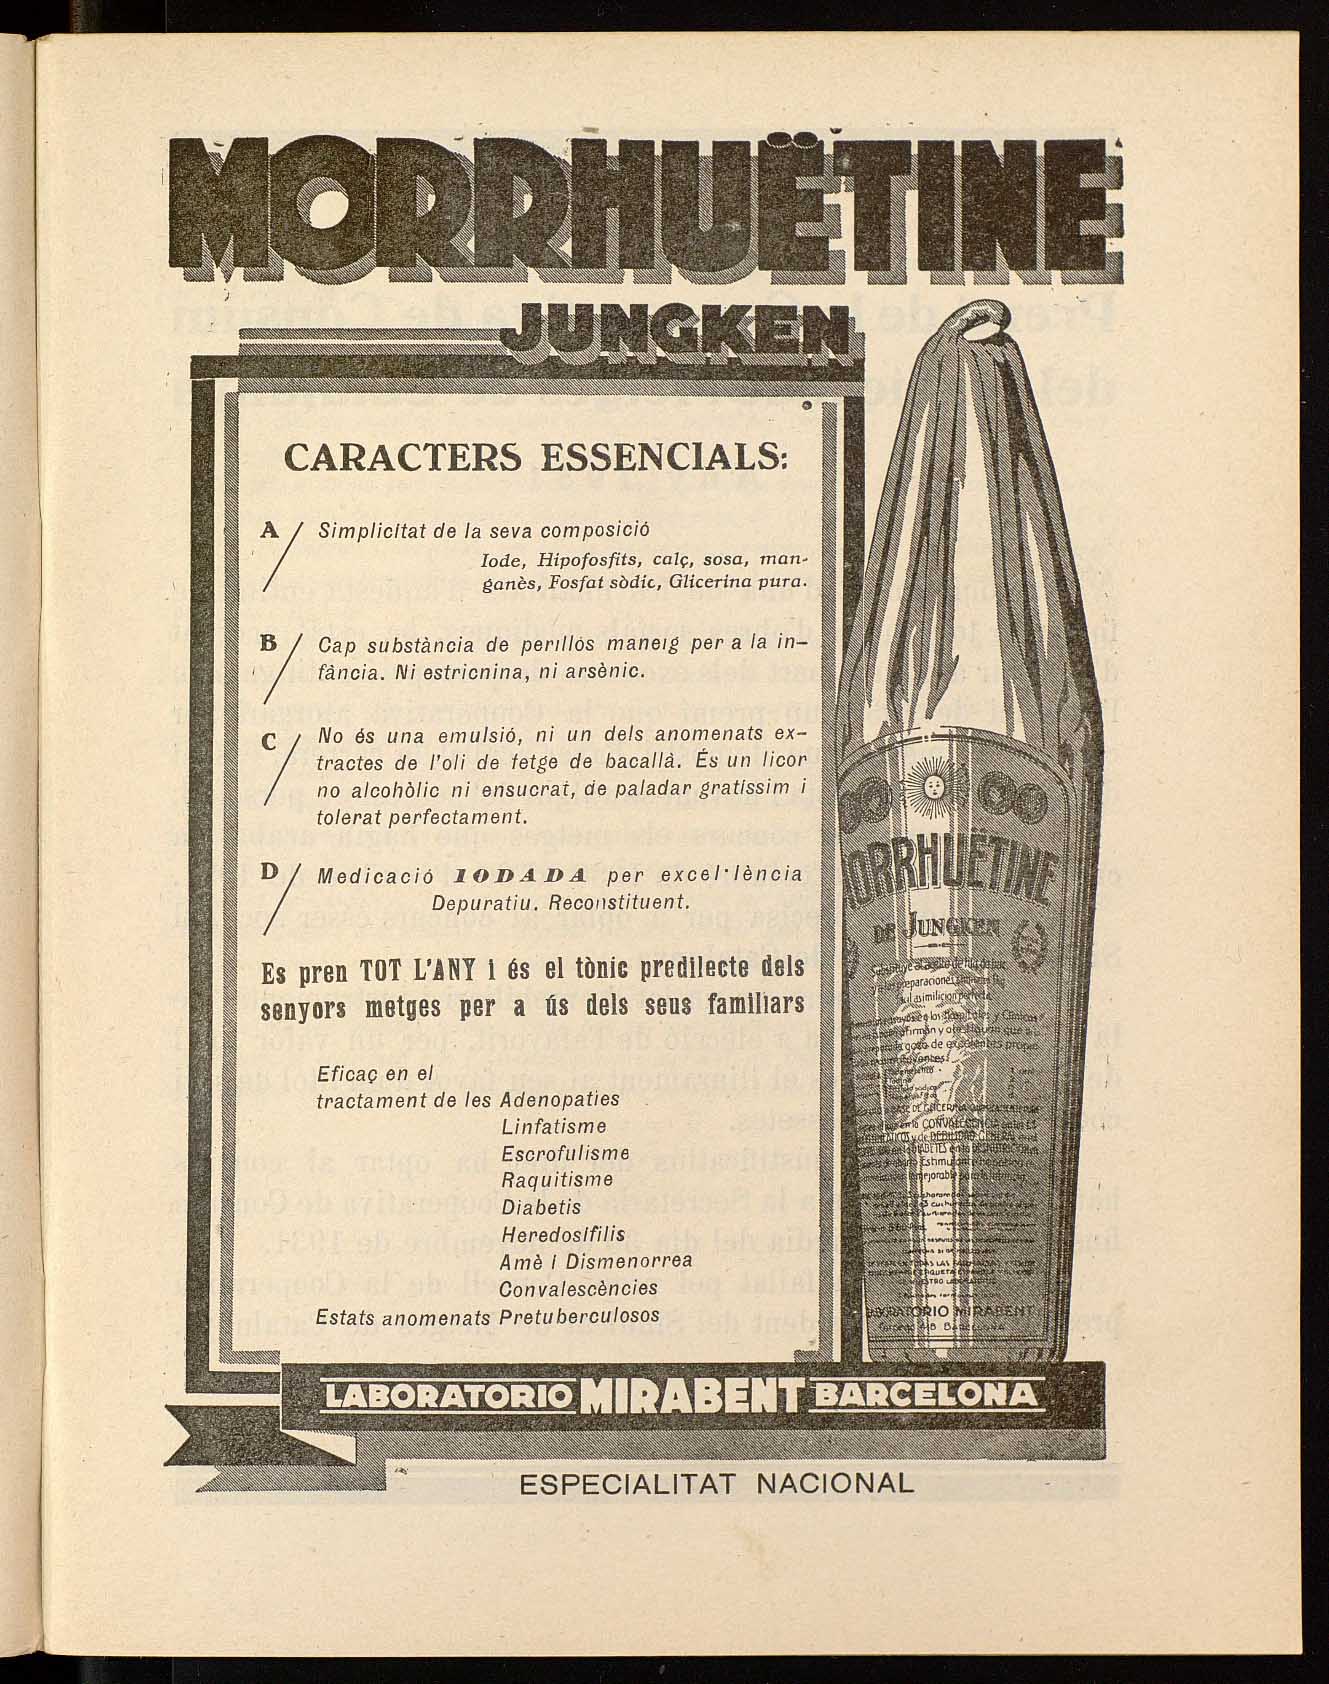 MORRHUËTINE
JUNGKEN
CARACTERS ESSENCIALS:
A/ Simplicitat de la seva composició
Iode, Hipofosfits, calç, sosa, man-
ganès, Fosfat sòdic, Glicerina pura.
B/ Cap substància de perillós maneig per a la in-
fància. Ni estricnina, ni arsènic.
C/ No és una emulsió, ni un dels anomenats ex-
tractes de l'oli de fetge de bacallà. És un licor
no alcohòlic ni ensucrat, de paladar gratíssim i
tolerat perfectament.
D/ Medicació IODADA per excel·lència
Depuratiu. Reconstituent.
Es pren TOT L'ANY i és el tònic predilecte dels
senyors metges per a ús dels seus familiars
Eficaç en el
tractament de les Adenopaties
Linfatisme
Escrofulisme
Raquitisme
Diabetis
Heredosífilis
Amè i Dismenorrea
Convalescències
Estats anomenats Pretuberculosos
MORRHUËTINE
DE JUNGKEN
LABORATORIO MIRABENT
LABORATORIO MIRABENT BARCELONA
ESPECIALITAT NACIONAL